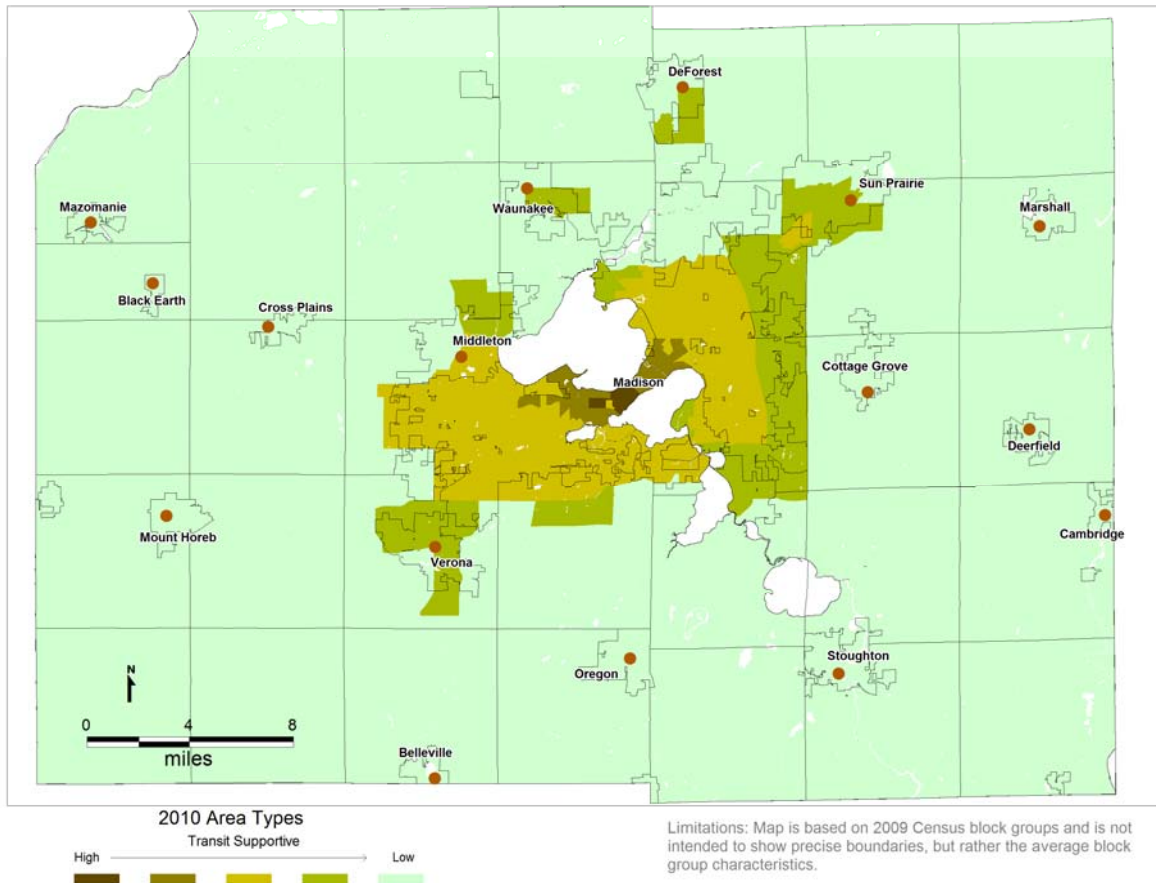 DeForest
Sun Prairie
Waunakee
Mazomanie
Marshall
Black Earth
Cross Plains
Middleton
Cottage Grove
Madison
Deerfield
Mount Horeb
Cambridge
Verona
Stoughton
Oregon
N
0 4 8
miles
Belleville
2010 Area Types
Transit Supportive
High Low
Limitations: Map is based on 2009 Census block groups and is not
intended to show precise boundaries, but rather the average block
group characteristics.